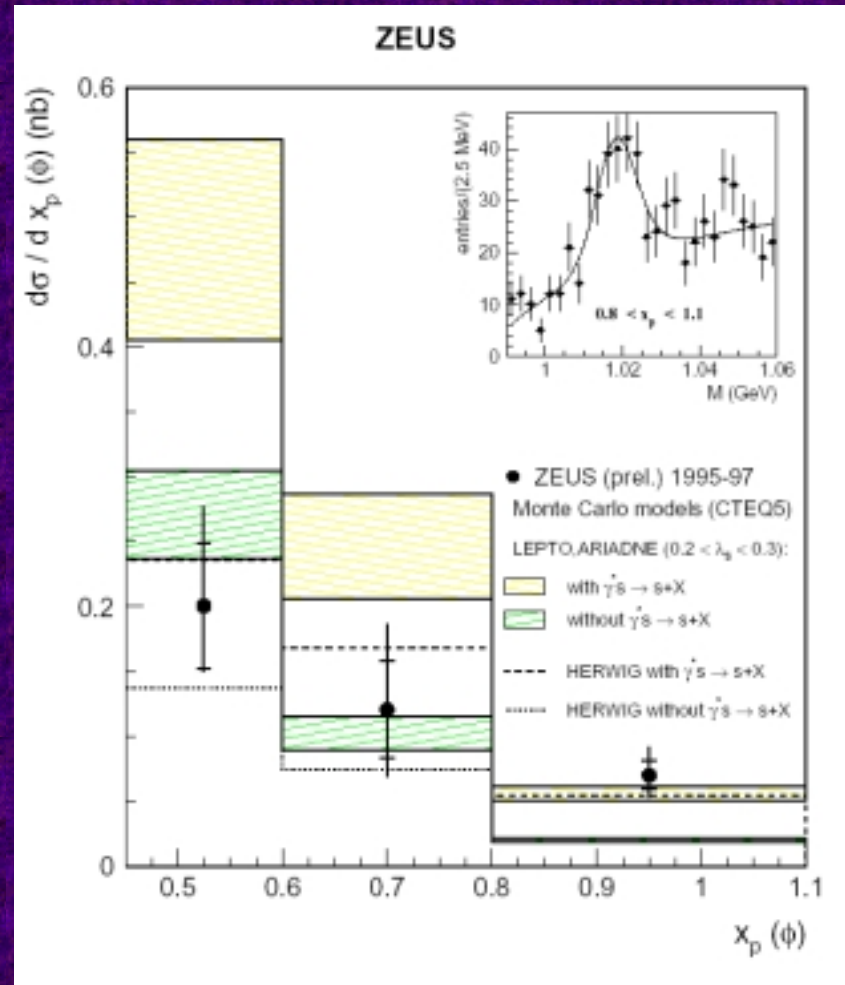 ZEUS
dσ / d x_p (ϕ) (nb)
0.6
0.4
0.2
0
0.5 0.6 0.7 0.8 0.9 1 1.1
x_p (ϕ)
entries/(2.5 MeV)
40
30
20
10
0
0.8 < x_p < 1.1
1 1.02 1.04 1.06
M (GeV)
● ZEUS (prel.) 1995-97
Monte Carlo models (CTEQ5)
LEPTO,ARIADNE (0.2 < λ_s < 0.3):
with γ*s → s+X
without γ*s → s+X
HERWIG with γ*s → s+X
HERWIG without γ*s → s+X